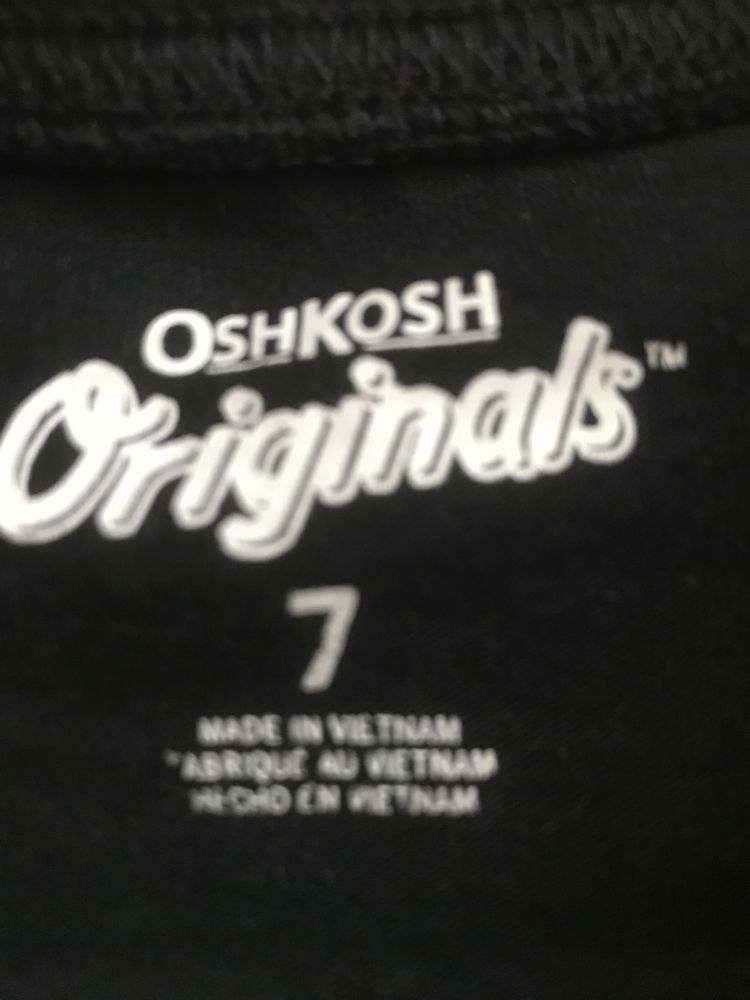 OSHKOSH
Originals™
7
MADE IN VIETNAM
FABRIQUÉ AU VIETNAM
HECHO EN VIETNAM